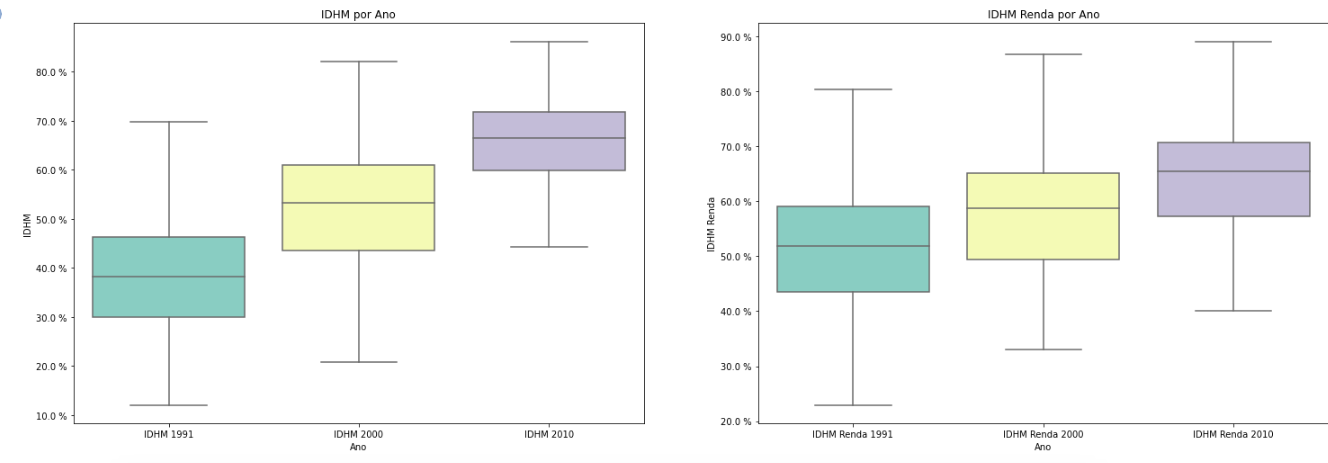 IDHM por Ano
IDHM
80.0 %
70.0 %
60.0 %
50.0 %
40.0 %
30.0 %
20.0 %
10.0 %
IDHM 1991
IDHM 2000
IDHM 2010
Ano
IDHM Renda por Ano
IDHM Renda
90.0 %
80.0 %
70.0 %
60.0 %
50.0 %
40.0 %
30.0 %
20.0 %
IDHM Renda 1991
IDHM Renda 2000
IDHM Renda 2010
Ano